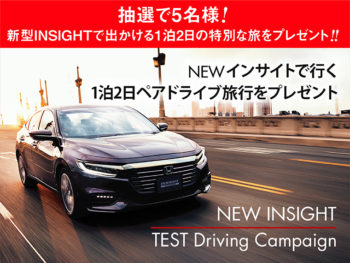 抽選で5名様!
新型INSIGHTで出かける1泊2日の特別な旅をプレゼント!!
NEWインサイトで行く
1泊2日ペアドライブ旅行をプレゼント
NEW INSIGHT
TEST Driving Campaign